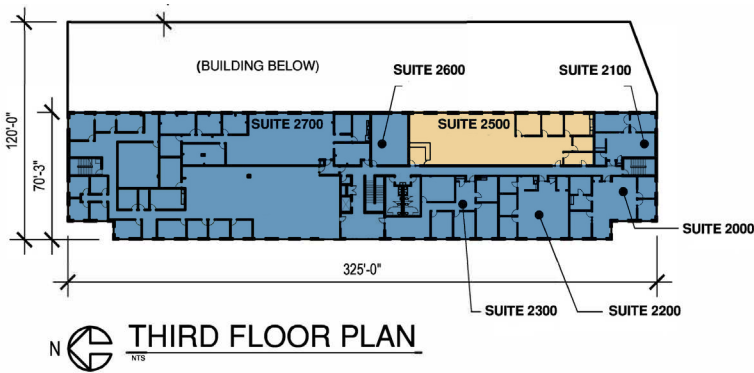 (BUILDING BELOW)
SUITE 2600
SUITE 2100
120'-0"
70'-3"
SUITE 2700
SUITE 2500
SUITE 2000
325'-0"
SUITE 2300
SUITE 2200
N
THIRD FLOOR PLAN
NTS